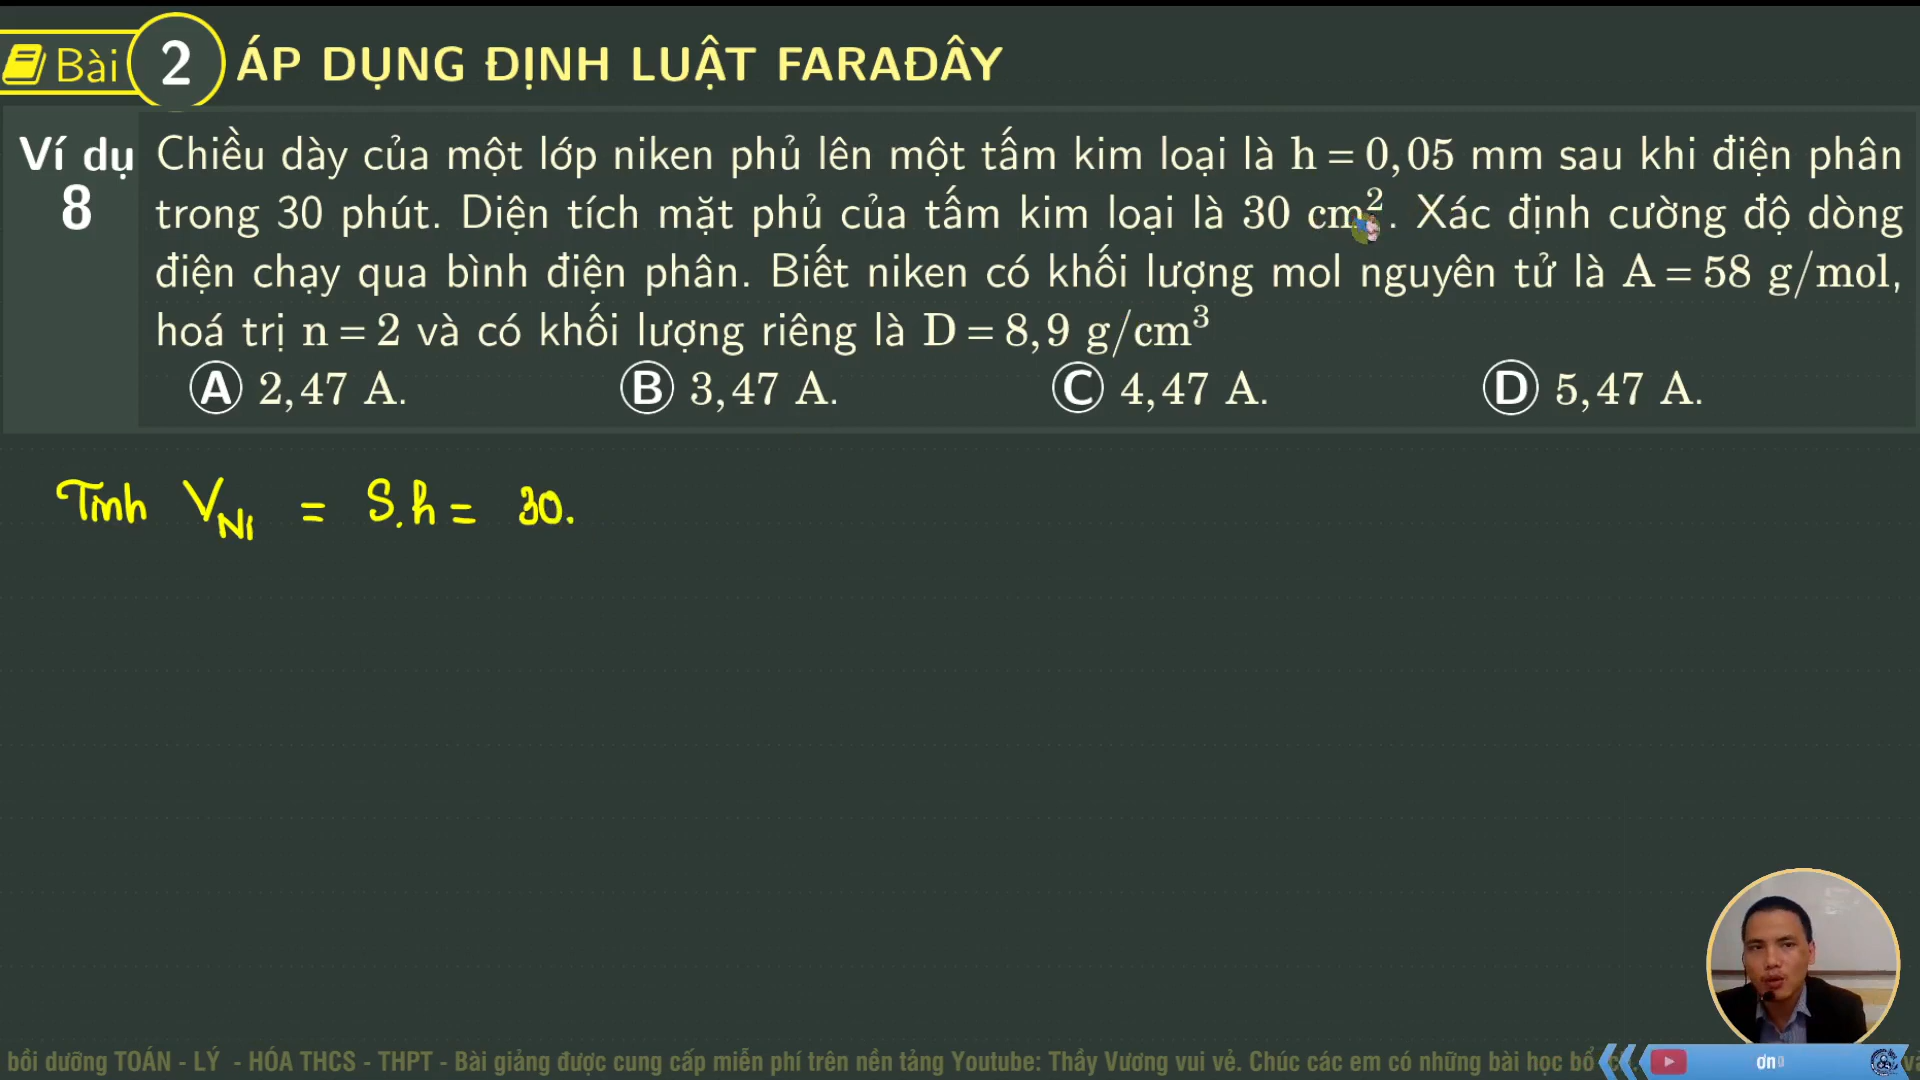 Bài 2 ÁP DỤNG ĐỊNH LUẬT FARAĐÂY
Ví dụ 8
Chiều dày của một lớp niken phủ lên một tấm kim loại là h = 0,05 mm sau khi điện phân
trong 30 phút. Diện tích mặt phủ của tấm kim loại là 30 cm². Xác định cường độ dòng
điện chạy qua bình điện phân. Biết niken có khối lượng mol nguyên tử là A = 58 g/mol,
hoá trị n = 2 và có khối lượng riêng là D = 8,9 g/cm³
A 2,47 A. B 3,47 A. C 4,47 A. D 5,47 A.
Tính V_Ni = S.h = 30.
bồi dưỡng TOÁN - LÝ - HÓA THCS - THPT - Bài giảng được cung cấp miễn phí trên nền tảng Youtube: Thầy Vương vui vẻ. Chúc các em có những bài học bổ